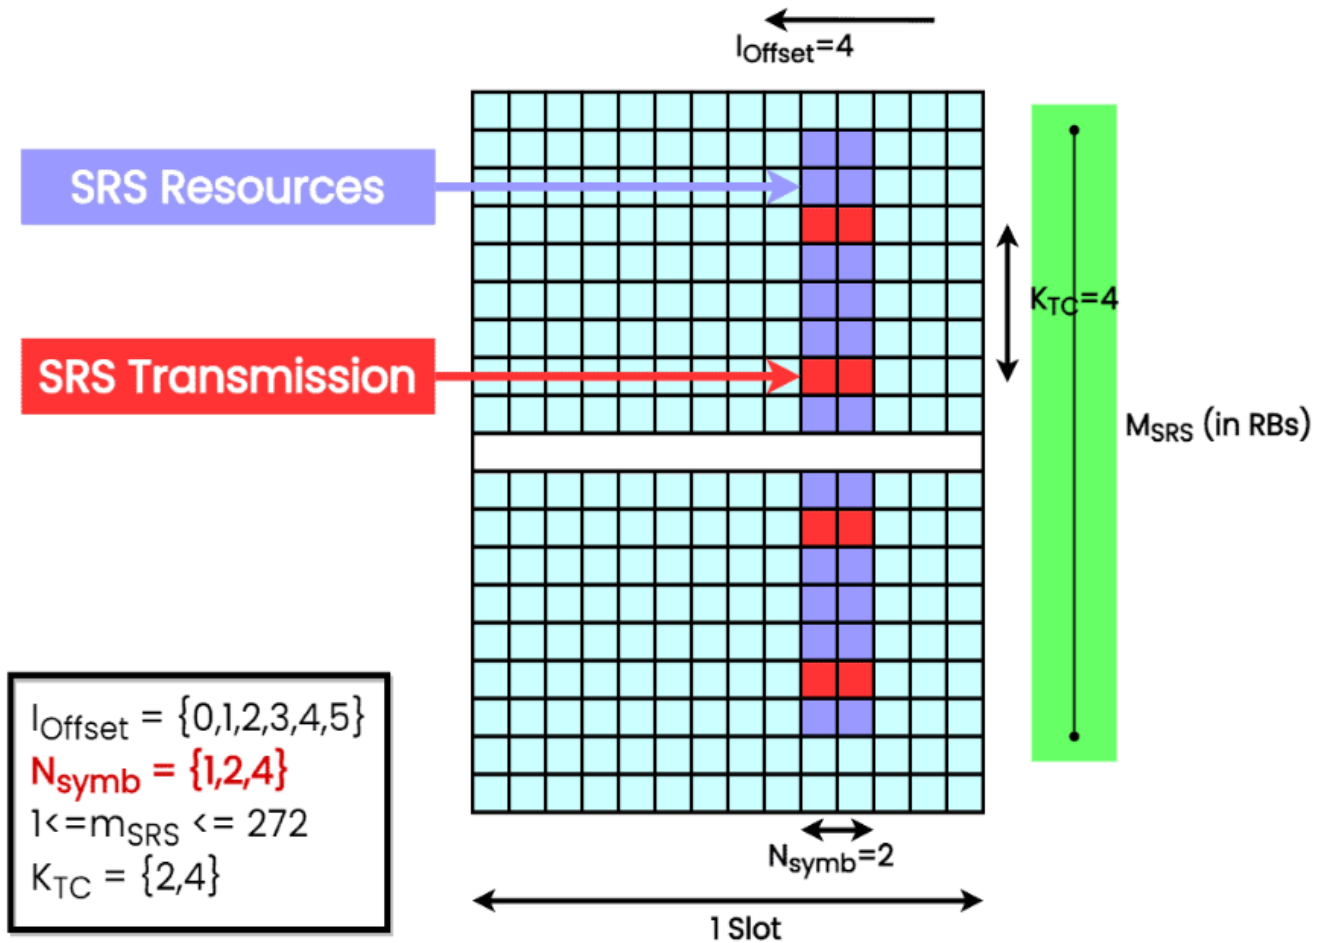 lOffset=4
SRS Resources
KTC=4
SRS Transmission
MSRS (in RBs)
lOffset = {0,1,2,3,4,5}
Nsymb = {1,2,4}
1<=mSRS <= 272
KTC = {2,4}
Nsymb=2
1 Slot